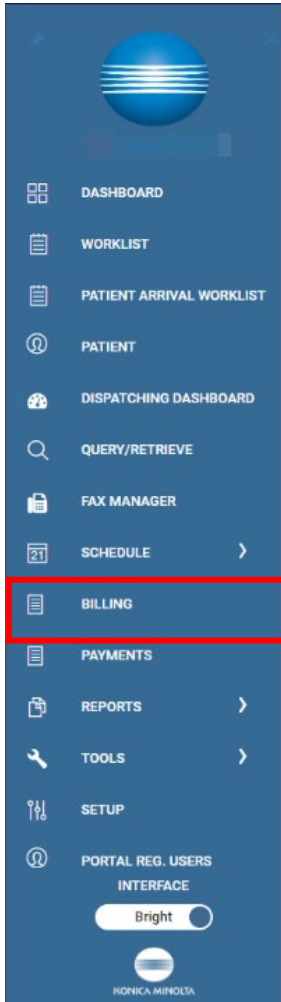 DASHBOARD
WORKLIST
PATIENT ARRIVAL WORKLIST
PATIENT
DISPATCHING DASHBOARD
QUERY/RETRIEVE
FAX MANAGER
21
SCHEDULE
BILLING
PAYMENTS
REPORTS
TOOLS
SETUP
PORTAL REG. USERS
INTERFACE
Bright
KONICA MINOLTA